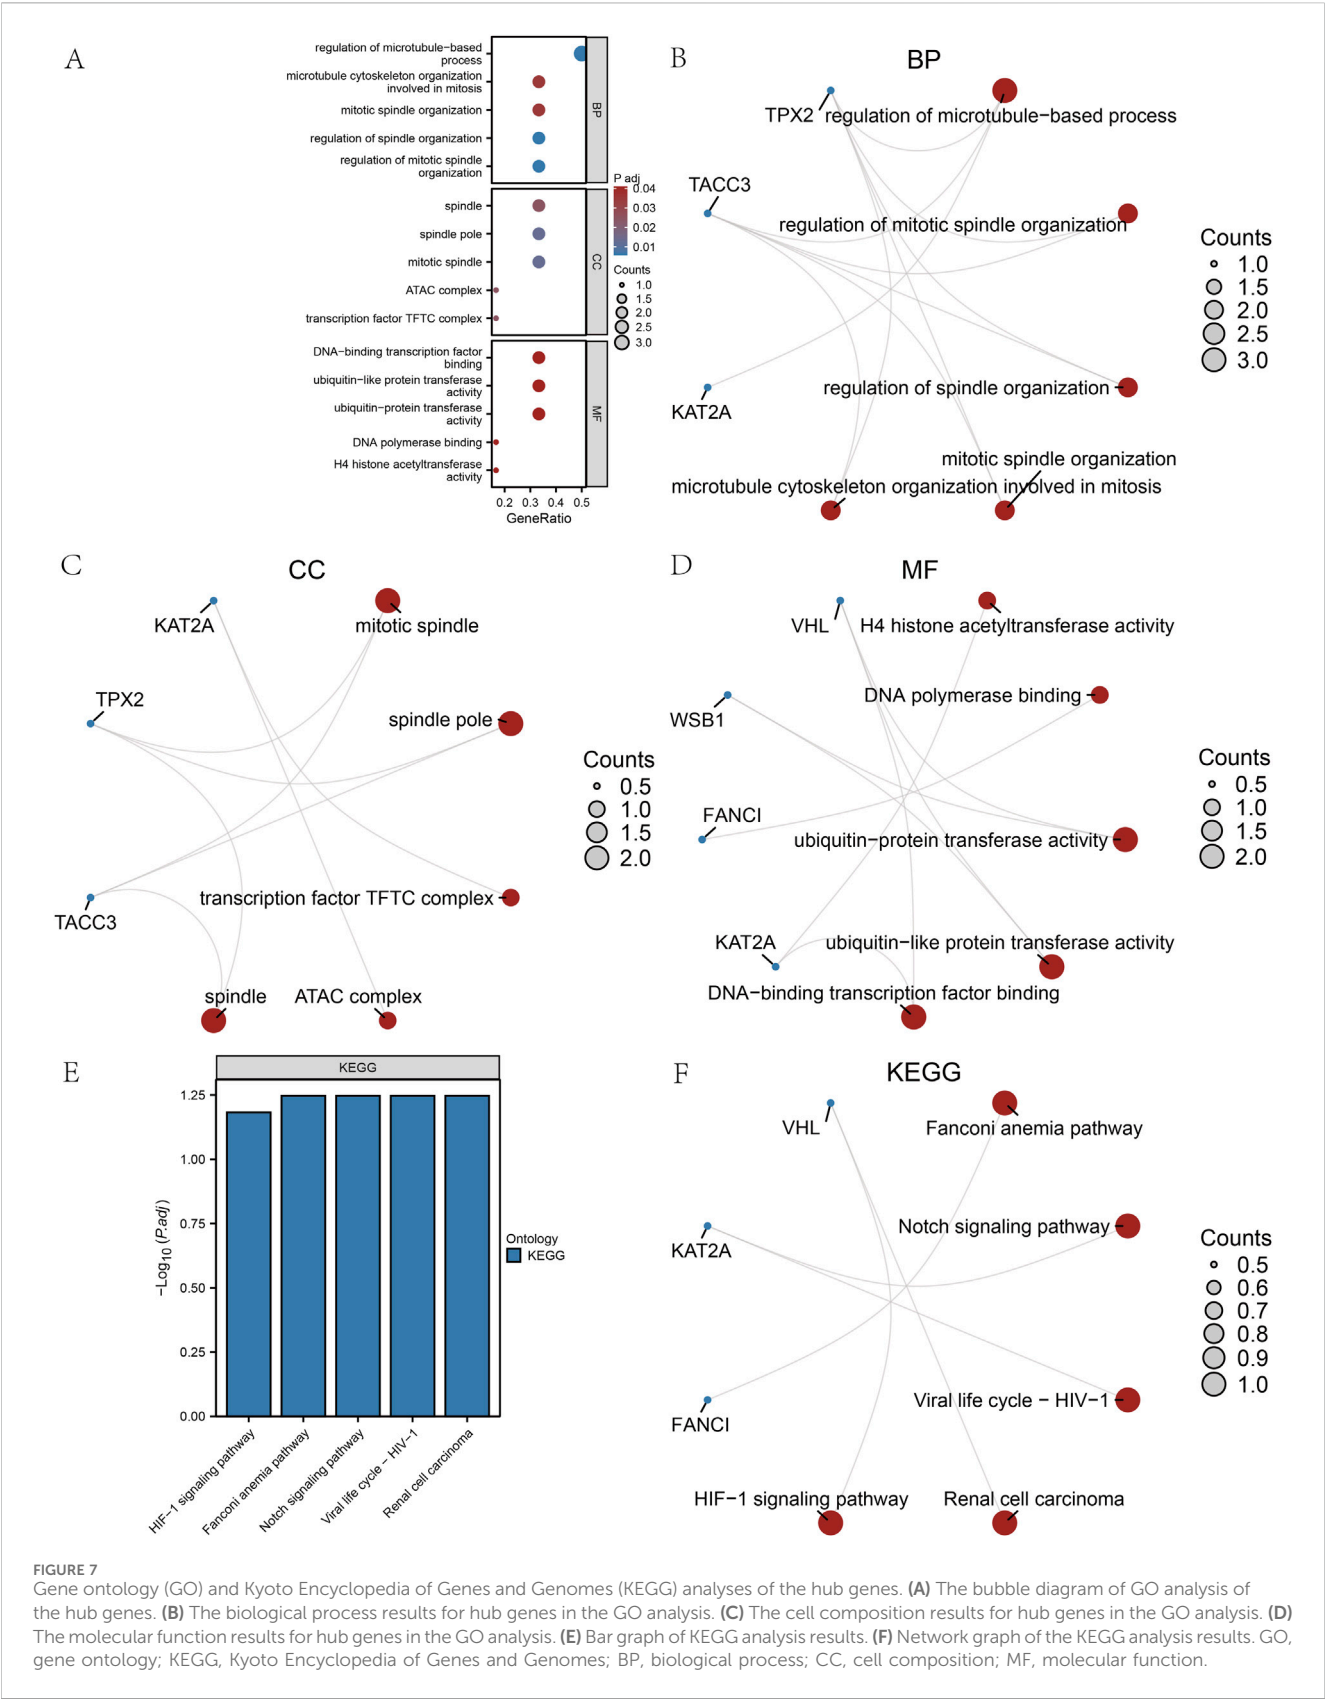 A
regulation of microtubule−based
process
microtubule cytoskeleton organization
involved in mitosis
mitotic spindle organization
regulation of spindle organization
regulation of mitotic spindle
organization
BP
spindle
spindle pole
mitotic spindle
ATAC complex
transcription factor TFTC complex
CC
DNA−binding transcription factor
binding
ubiquitin−like protein transferase
activity
ubiquitin−protein transferase
activity
DNA polymerase binding
H4 histone acetyltransferase
activity
MF
0.2 0.3 0.4 0.5
GeneRatio
P adj
0.04
0.03
0.02
0.01
Counts
1.0
1.5
2.0
2.5
3.0
B
BP
TPX2
regulation of microtubule−based process
TACC3
regulation of mitotic spindle organization
KAT2A
regulation of spindle organization
mitotic spindle organization
microtubule cytoskeleton organization involved in mitosis
Counts
1.0
1.5
2.0
2.5
3.0
C
CC
KAT2A
mitotic spindle
TPX2
spindle pole
TACC3
transcription factor TFTC complex
spindle
ATAC complex
Counts
0.5
1.0
1.5
2.0
D
MF
VHL
H4 histone acetyltransferase activity
WSB1
DNA polymerase binding
FANCI
ubiquitin−protein transferase activity
KAT2A
ubiquitin−like protein transferase activity
DNA−binding transcription factor binding
Counts
0.5
1.0
1.5
2.0
E
KEGG
−Log10 (P.adj)
1.25
1.00
0.75
0.50
0.25
0.00
HIF−1 signaling pathway
Fanconi anemia pathway
Notch signaling pathway
Viral life cycle − HIV−1
Renal cell carcinoma
Ontology
KEGG
F
KEGG
VHL
Fanconi anemia pathway
KAT2A
Notch signaling pathway
FANCI
Viral life cycle − HIV−1
HIF−1 signaling pathway
Renal cell carcinoma
Counts
0.5
0.6
0.7
0.8
0.9
1.0
FIGURE 7
Gene ontology (GO) and Kyoto Encyclopedia of Genes and Genomes (KEGG) analyses of the hub genes. (A) The bubble diagram of GO analysis of
the hub genes. (B) The biological process results for hub genes in the GO analysis. (C) The cell composition results for hub genes in the GO analysis. (D)
The molecular function results for hub genes in the GO analysis. (E) Bar graph of KEGG analysis results. (F) Network graph of the KEGG analysis results. GO,
gene ontology; KEGG, Kyoto Encyclopedia of Genes and Genomes; BP, biological process; CC, cell composition; MF, molecular function.